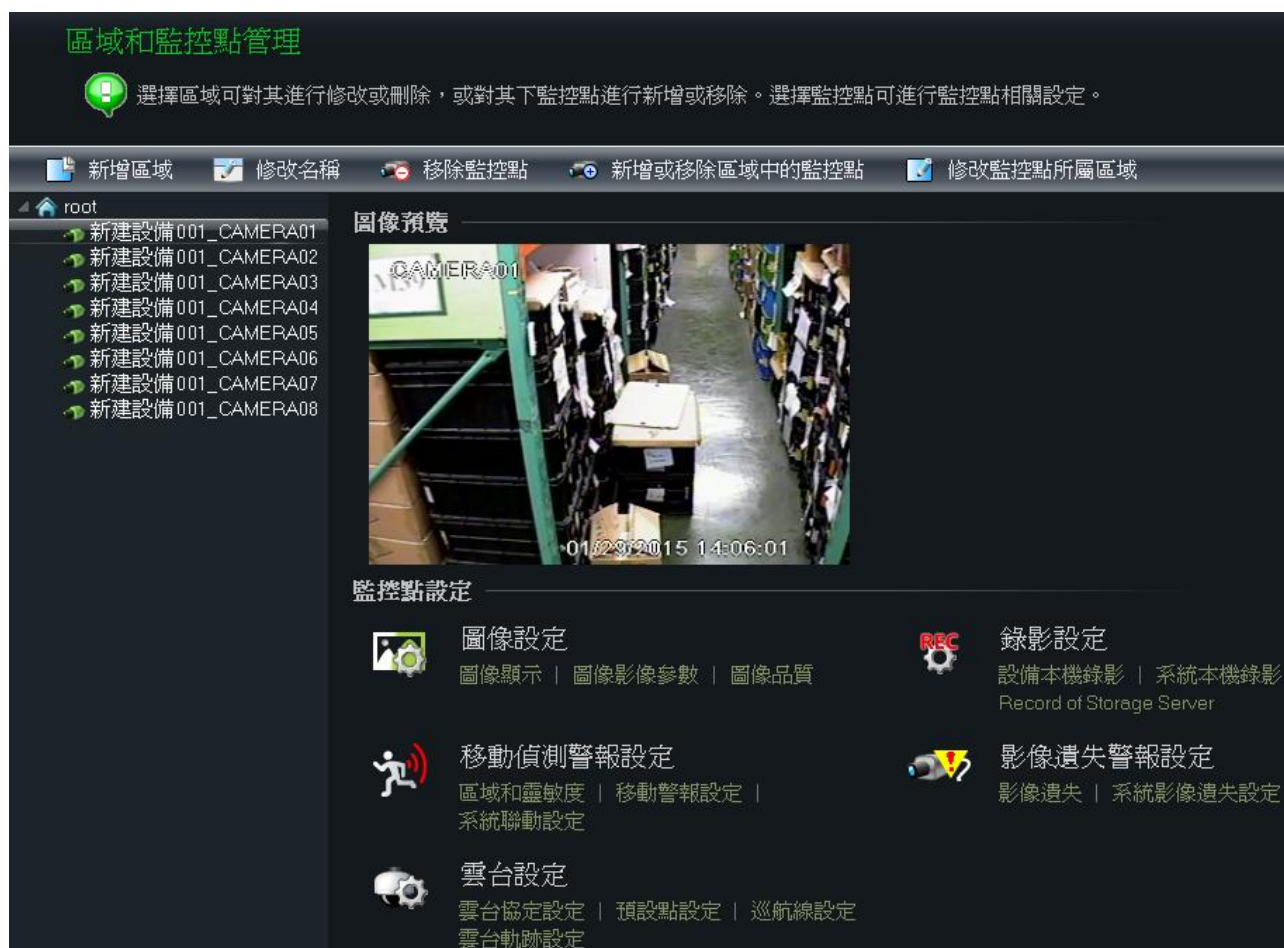 區域和監控點管理
選擇區域可對其進行修改或刪除，或對其下監控點進行新增或移除。選擇監控點可進行監控點相關設定。
新增區域 修改名稱 移除監控點 新增或移除區域中的監控點 修改監控點所屬區域
root
新建設備001_CAMERA01
新建設備001_CAMERA02
新建設備001_CAMERA03
新建設備001_CAMERA04
新建設備001_CAMERA05
新建設備001_CAMERA06
新建設備001_CAMERA07
新建設備001_CAMERA08
圖像預覽
CAMERA01
01/29/2015 14:06:01
監控點設定
圖像設定
圖像顯示 | 圖像影像參數 | 圖像品質
錄影設定
設備本機錄影 | 系統本機錄影
Record of Storage Server
移動偵測警報設定
區域和靈敏度 | 移動警報設定 |
系統聯動設定
影像遺失警報設定
影像遺失 | 系統影像遺失設定
雲台設定
雲台協定設定 | 預設點設定 | 巡航線設定
雲台軌跡設定